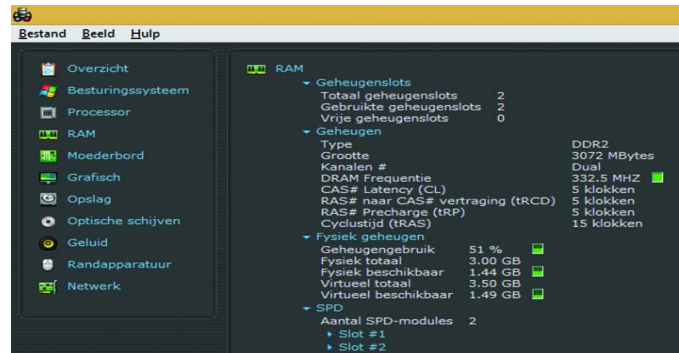 Bestand Beeld Hulp
Overzicht
Besturingssysteem
Processor
RAM
Moederbord
Grafisch
Opslag
Optische schijven
Geluid
Randapparatuur
Netwerk
RAM
Geheugenslots
Totaal geheugenslots 2
Gebruikte geheugenslots 2
Vrije geheugenslots 0
Geheugen
Type DDR2
Grootte 3072 MBytes
Kanalen # Dual
DRAM Frequentie 332.5 MHZ
CAS# Latency (CL) 5 klokken
RAS# naar CAS# vertraging (tRCD) 5 klokken
RAS# Precharge (tRP) 5 klokken
Cyclustijd (tRAS) 15 klokken
Fysiek geheugen
Geheugengebruik 51 %
Fysiek totaal 3.00 GB
Fysiek beschikbaar 1.44 GB
Virtueel totaal 3.50 GB
Virtueel beschikbaar 1.49 GB
SPD
Aantal SPD-modules 2
Slot #1
Slot #2